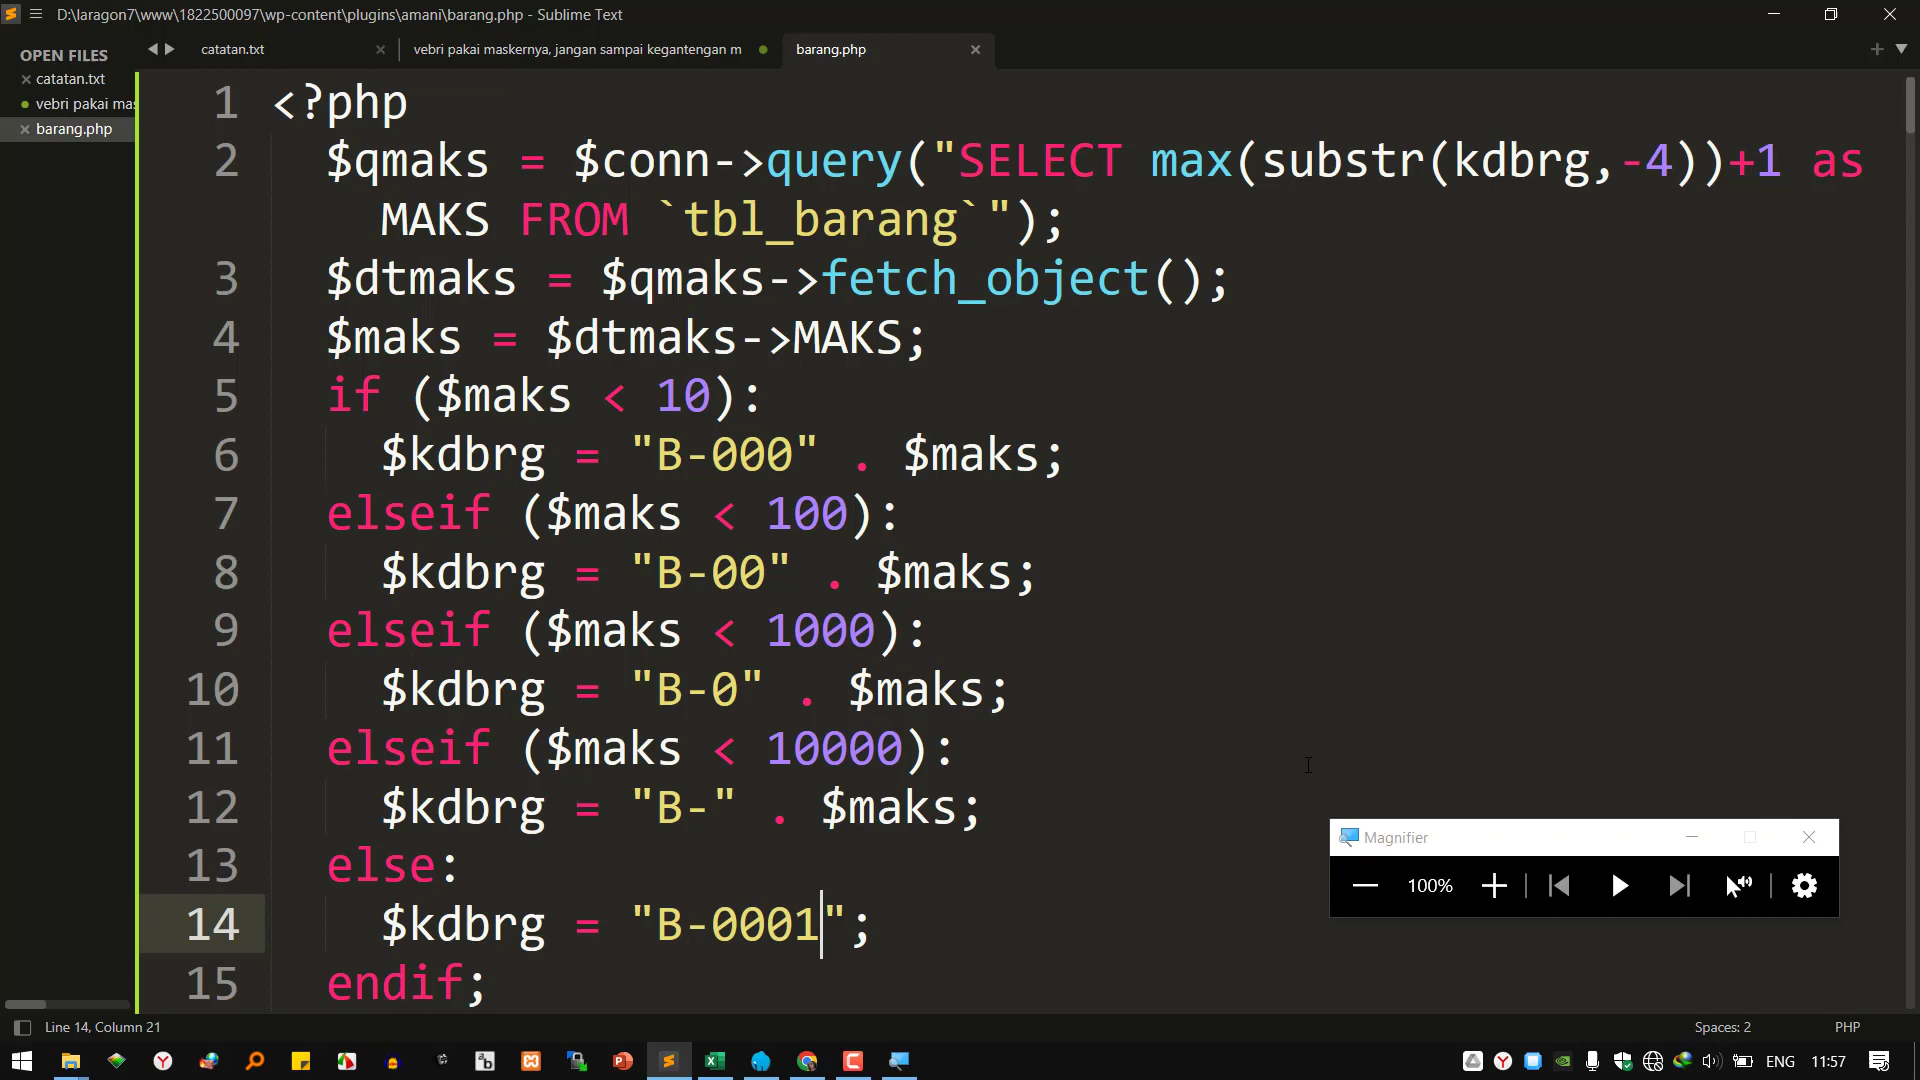 D:\laragon7\www\1822500097\wp-content\plugins\amani\barang.php - Sublime Text
OPEN FILES
catatan.txt
vebri pakai mas
barang.php
catatan.txt
vebri pakai maskernya, jangan sampai kegantengan m
barang.php
1 <?php
2 $qmaks = $conn->query("SELECT max(substr(kdbrg,-4))+1 as
MAKS FROM `tbl_barang`");
3 $dtmaks = $qmaks->fetch_object();
4 $maks = $dtmaks->MAKS;
5 if ($maks < 10):
6 $kdbrg = "B-000" . $maks;
7 elseif ($maks < 100):
8 $kdbrg = "B-00" . $maks;
9 elseif ($maks < 1000):
10 $kdbrg = "B-0" . $maks;
11 elseif ($maks < 10000):
12 $kdbrg = "B-" . $maks;
13 else:
14 $kdbrg = "B-0001";
15 endif;
Magnifier
100%
Line 14, Column 21
Spaces: 2
PHP
ENG
11:57